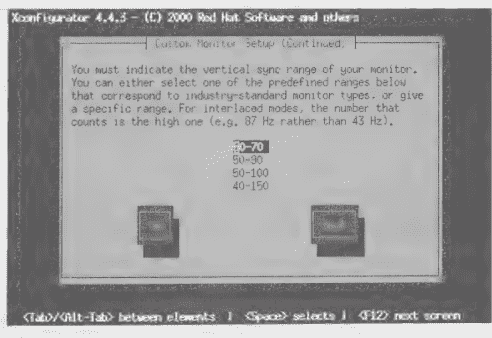 Xconfigurator 4.4.3 - (C) 2000 Red Hat Software and others
Custom Monitor Setup (Continued)
You must indicate the vertical sync range of your monitor.
You can either select one of the predefined ranges below
that correspond to industry-standard monitor types, or give
a specific range. For interlaced modes, the number that
counts is the high one (e.g. 87 Hz rather than 43 Hz).
50-70
50-90
50-100
40-150
<Tab>/<Alt-Tab> between elements | <Space> selects | <F12> next screen